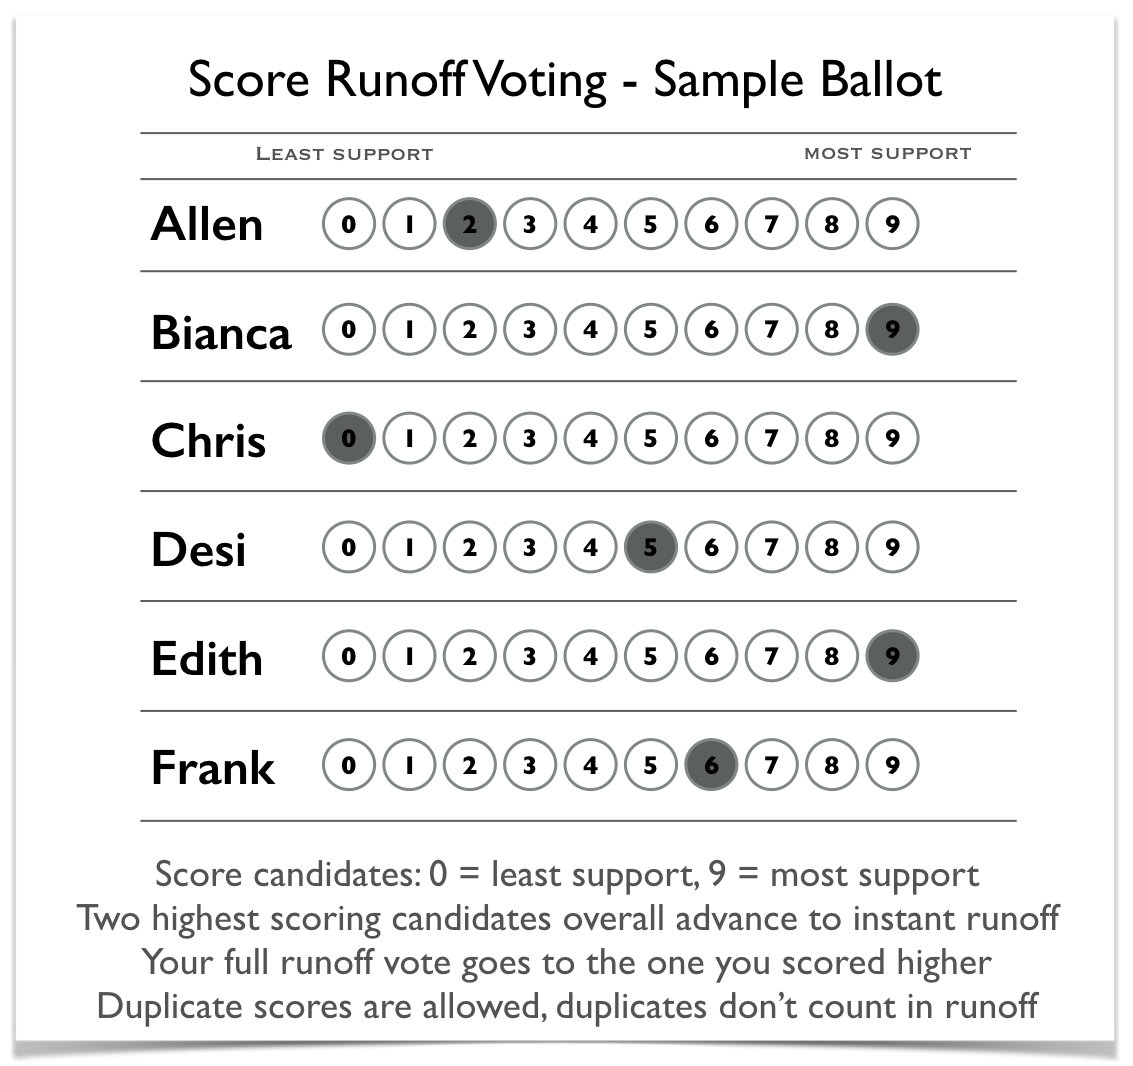 Score Runoff Voting - Sample Ballot
LEAST SUPPORT MOST SUPPORT
Allen 0 1 2 3 4 5 6 7 8 9
Bianca 0 1 2 3 4 5 6 7 8 9
Chris 0 1 2 3 4 5 6 7 8 9
Desi 0 1 2 3 4 5 6 7 8 9
Edith 0 1 2 3 4 5 6 7 8 9
Frank 0 1 2 3 4 5 6 7 8 9
Score candidates: 0 = least support, 9 = most support
Two highest scoring candidates overall advance to instant runoff
Your full runoff vote goes to the one you scored higher
Duplicate scores are allowed, duplicates don’t count in runoff